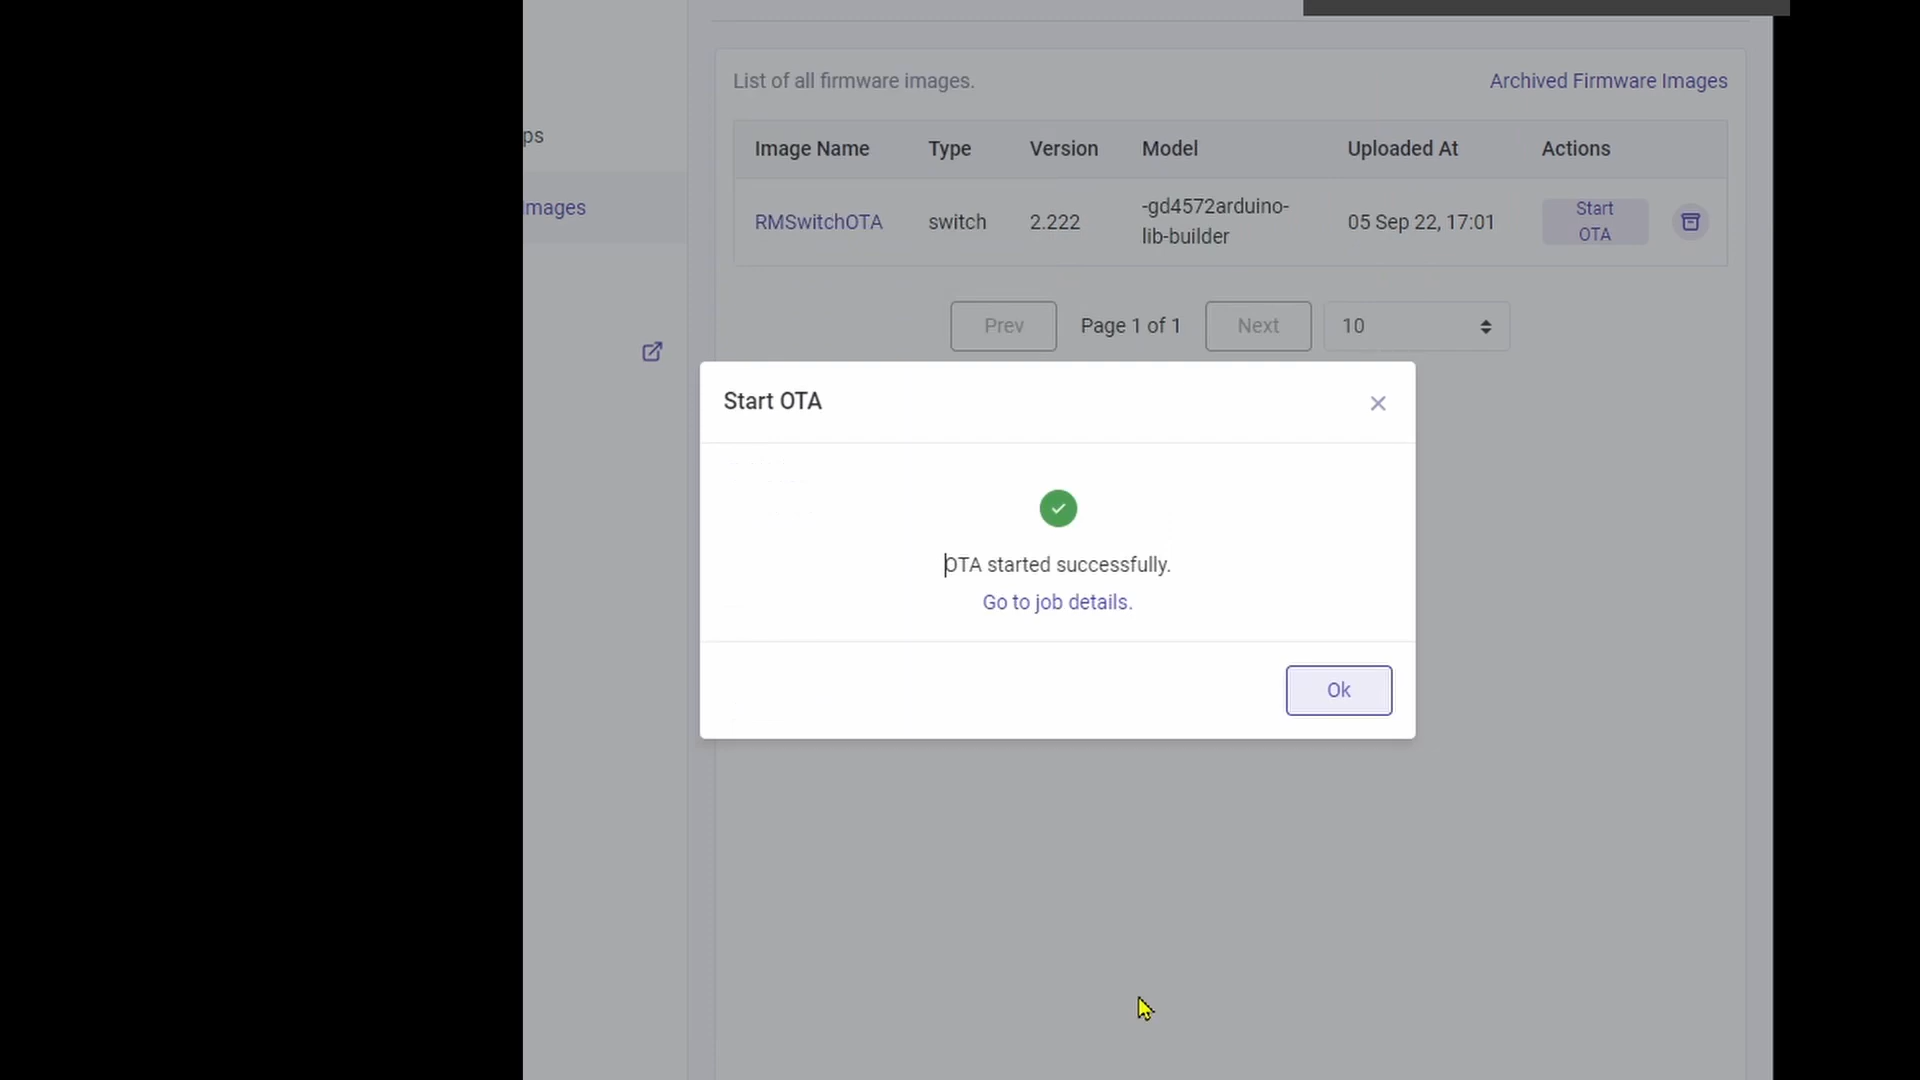 List of all firmware images.
Archived Firmware Images
ps
Images
Image Name Type Version Model Uploaded At Actions
RMSwitchOTA switch 2.222 -gd4572arduino-
lib-builder
05 Sep 22, 17:01
Start
OTA
Prev Page 1 of 1 Next 10
Start OTA
OTA started successfully.
Go to job details.
Ok